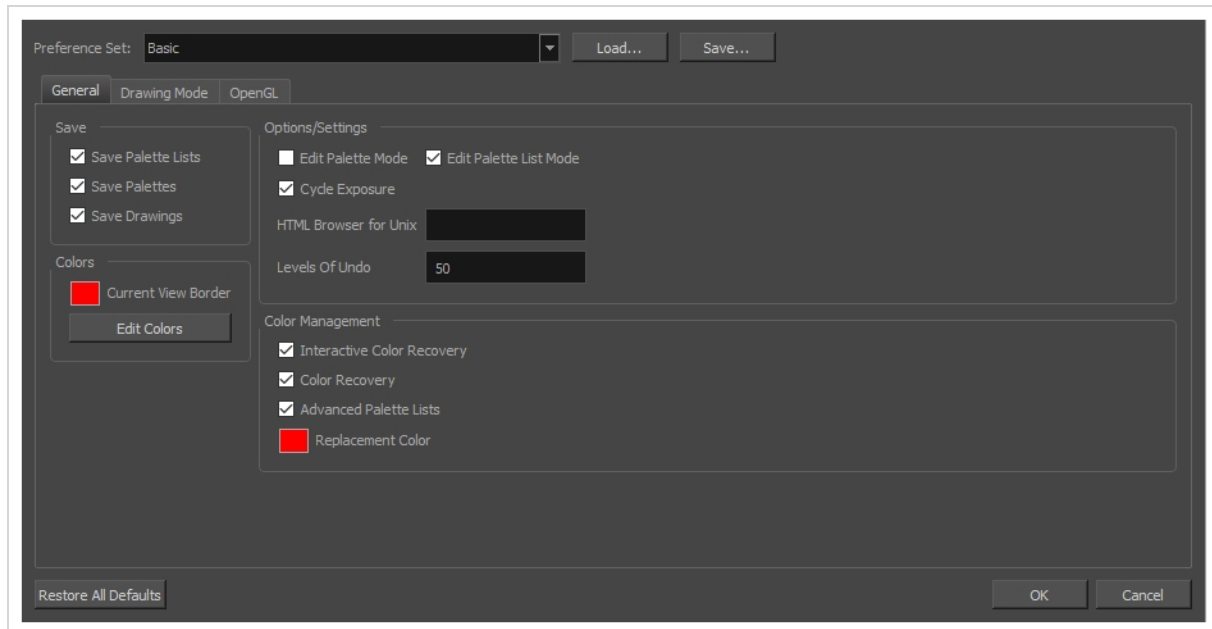 Preference Set: Basic Load... Save...
General Drawing Mode OpenGL
Save
Save Palette Lists
Save Palettes
Save Drawings
Colors
Current View Border
Edit Colors
Options/Settings
Edit Palette Mode Edit Palette List Mode
Cycle Exposure
HTML Browser for Unix
Levels Of Undo 50
Color Management
Interactive Color Recovery
Color Recovery
Advanced Palette Lists
Replacement Color
Restore All Defaults OK Cancel